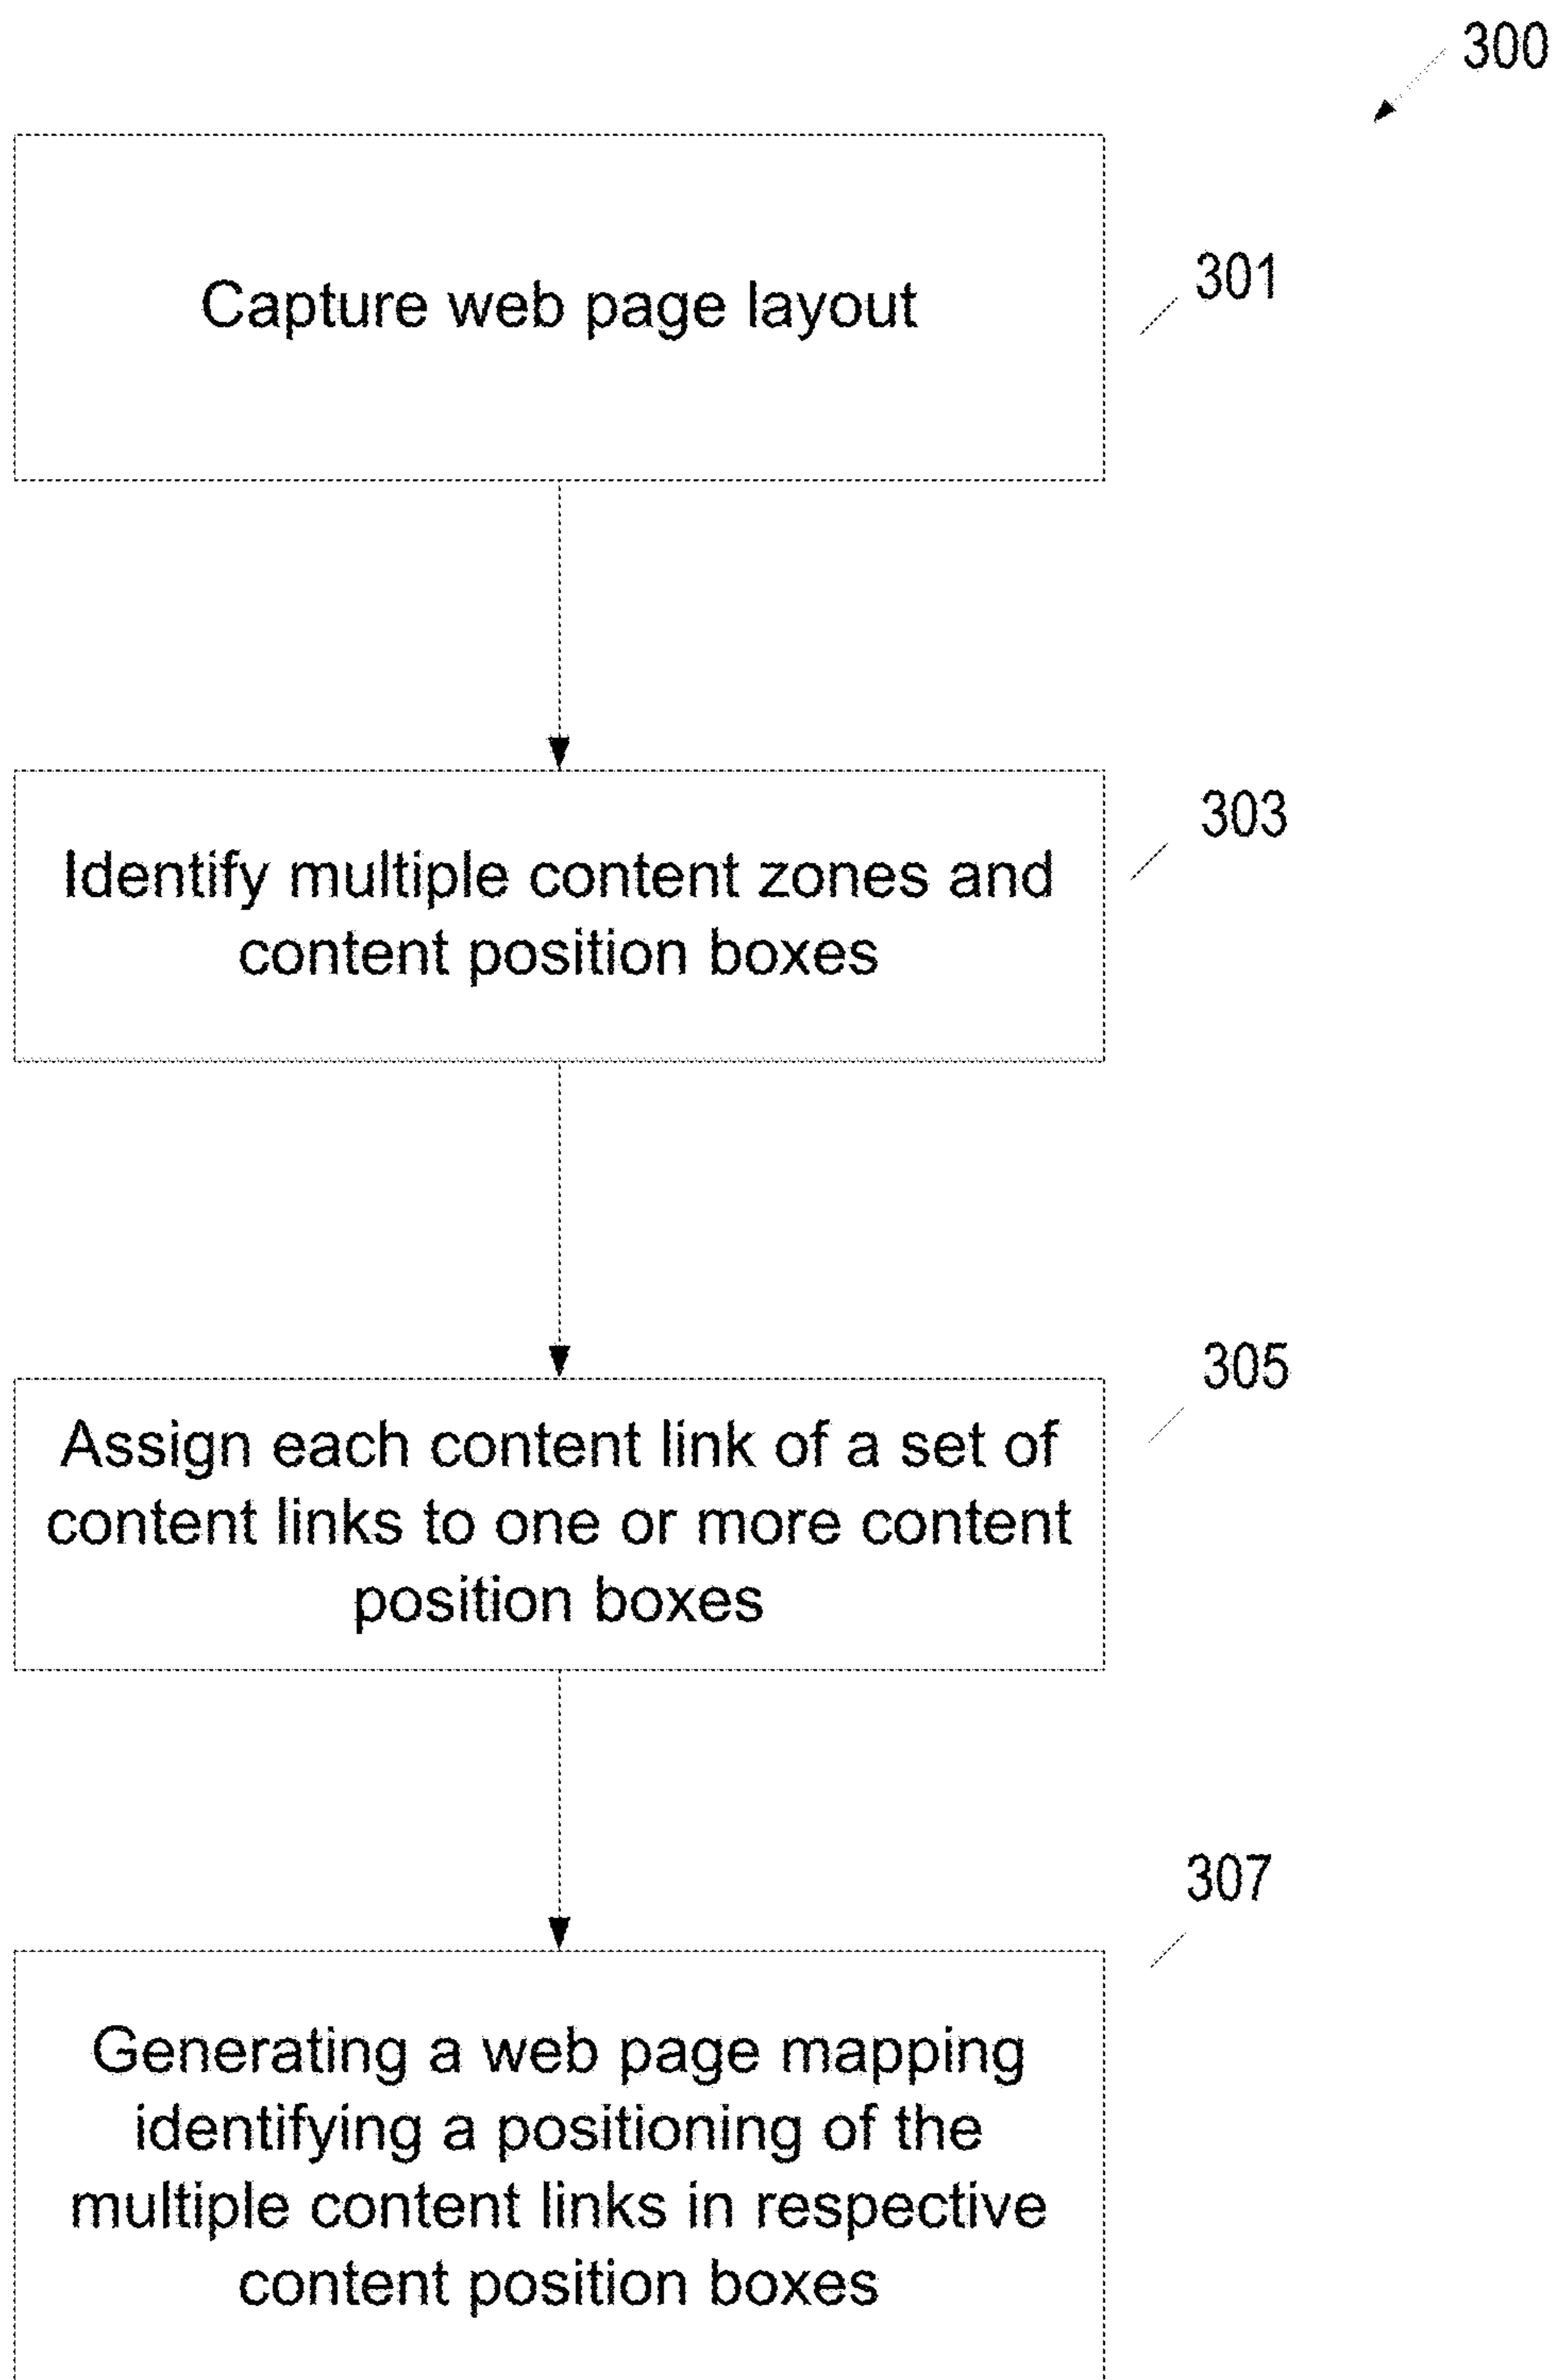 300
Capture web page layout
301
Identify multiple content zones and
content position boxes
303
Assign each content link of a set of
content links to one or more content
position boxes
305
Generating a web page mapping
identifying a positioning of the
multiple content links in respective
content position boxes
307